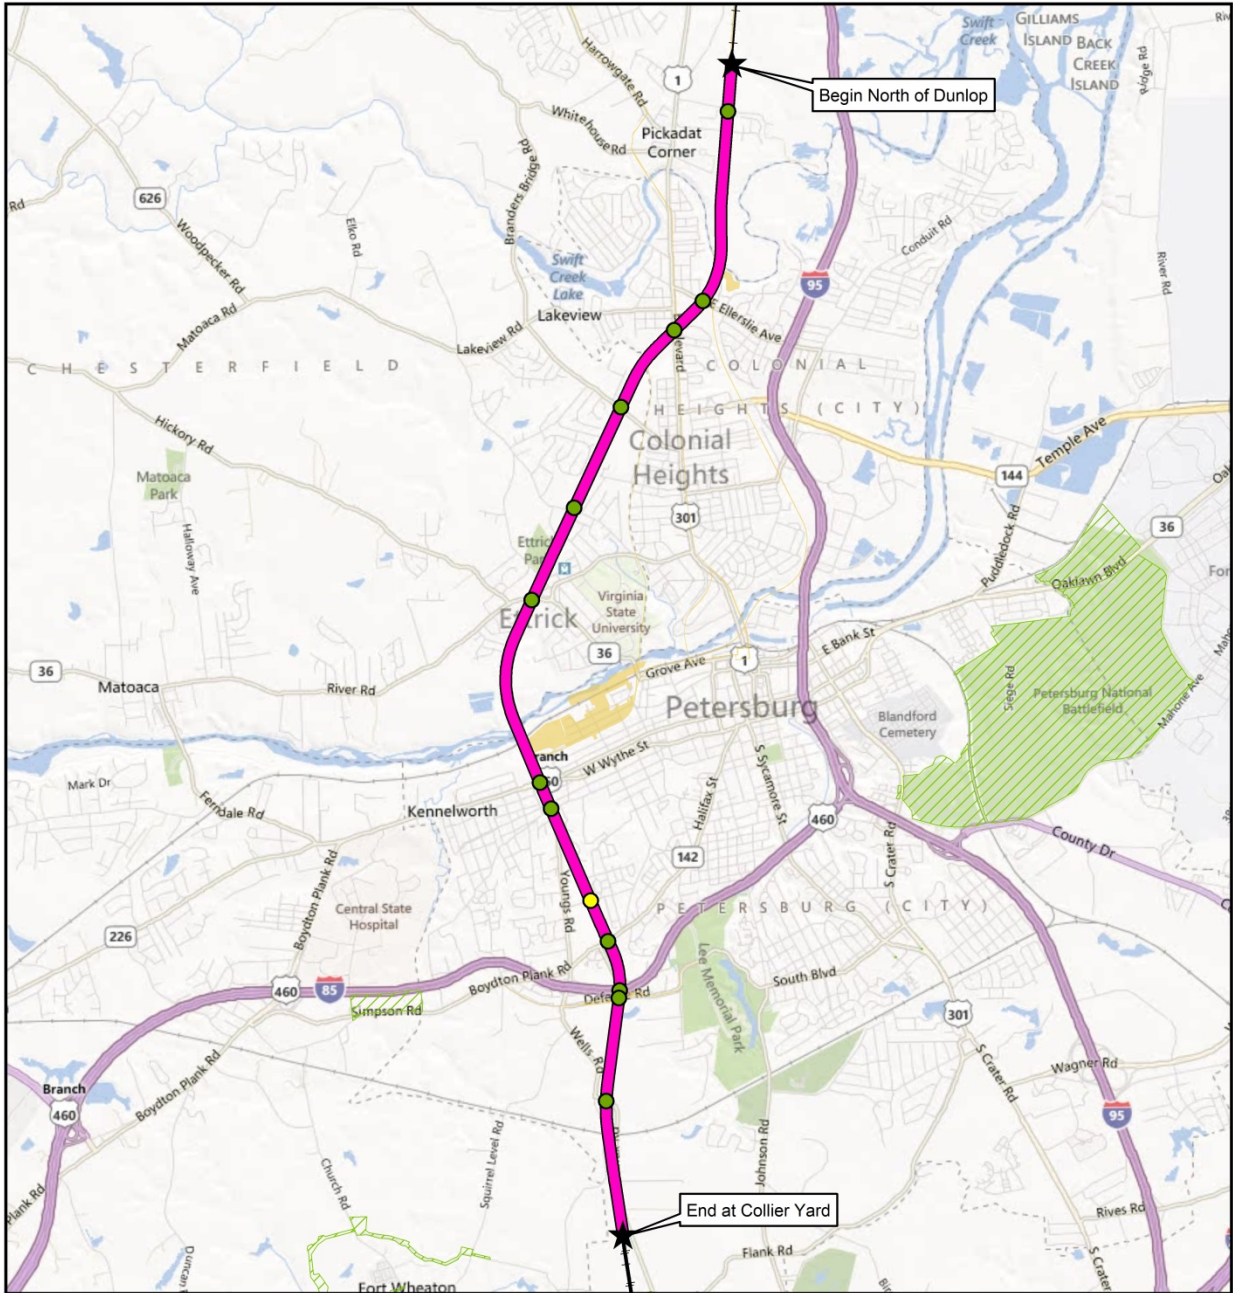 Swift
Creek
GILLIAMS
ISLAND
BACK
CREEK
ISLAND
Harrowgate Rd
1
Begin North of Dunlop
Whitehouse Rd
Pickadat
Corner
Branders Bridge Rd
626
Rd
Woodpecker Rd
Elko Rd
Conduit Rd
River Rd
Swift
Creek
Lake
95
Lakeview
E Ellerslie Ave
Matoaca Rd
Lakeview Rd
CHESTERFIELD
COLONIAL
HEIGHTS (CITY)
Hickory Rd
Colonial
Heights
Temple Ave
144
Matoaca
Park
301
36
Puddledock Rd
Halloway Ave
Oaklawn Blvd
Virginia
State
University
Ettrick
36
E Bank St
1
Grove Ave
36
Matoaca
River Rd
Petersburg
Siege Rd
Petersburg National
Battlefield
Mahone Ave
Blandford
Cemetery
W Wythe St
S Sycamore St
Mark Dr
Kennelworth
Ferndale Rd
Halifax St
460
S Crater Rd
County Dr
142
Boydton Plank Rd
Youngs Rd
Central State
Hospital
PETERSBURG (CITY)
226
Lee Memorial Park
South Blvd
Boydton Plank Rd
460
85
Simpson Rd
301
Wells Rd
S Crater Rd
Wagner Rd
Branch
460
Boydton Plank Rd
95
Squirrel Level Rd
Johnson Rd
Church Rd
Plank Rd
End at Collier Yard
Rives Rd
Flank Rd
S Crater
Fort Wheaton